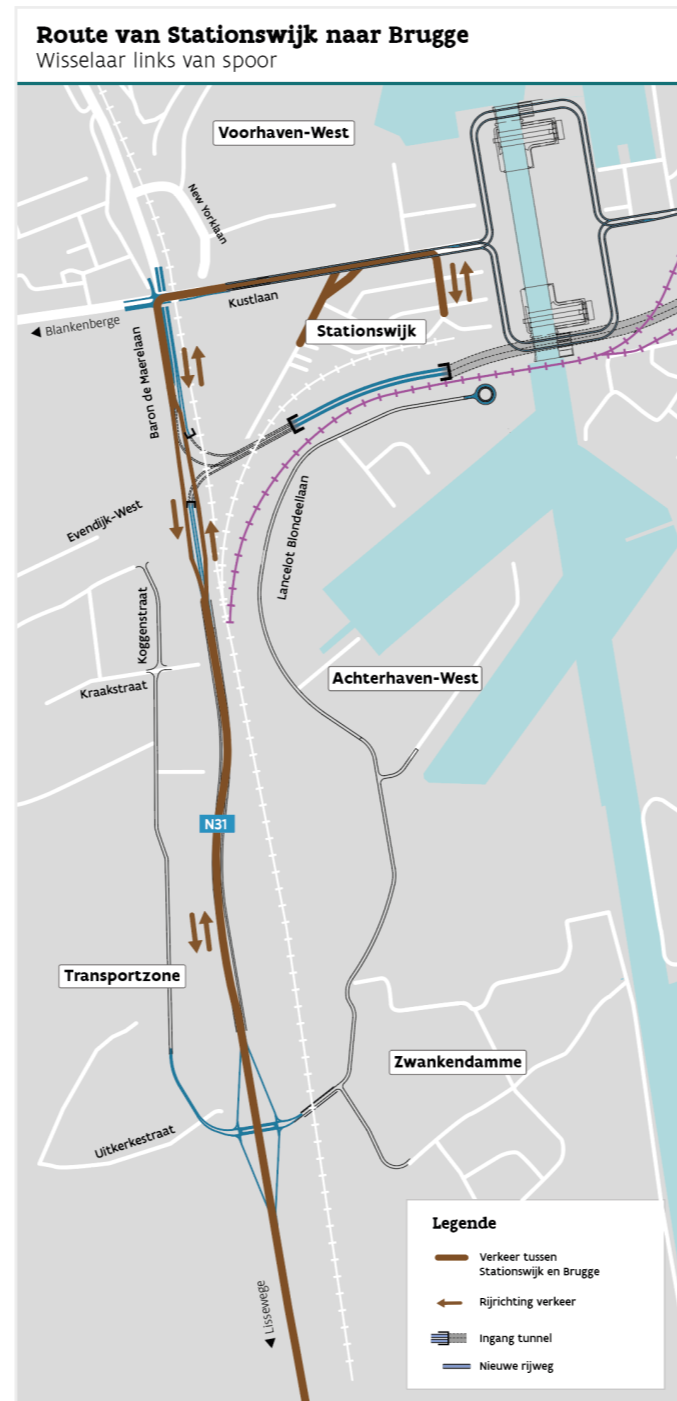 Route van Stationswijk naar Brugge
Wisselaar links van spoor
Voorhaven-West
New Yorklaan
Kustlaan
Blankenberge
Stationswijk
Baron de Maerelaan
Evendijk-West
Lancelot Blondeellaan
Koggenstraat
Achterhaven-West
Kraakstraat
N31
Transportzone
Zwankendamme
Uitkerkestraat
Lissewege
Legende
Verkeer tussen
Stationswijk en Brugge
Rijrichting verkeer
Ingang tunnel
Nieuwe rijweg